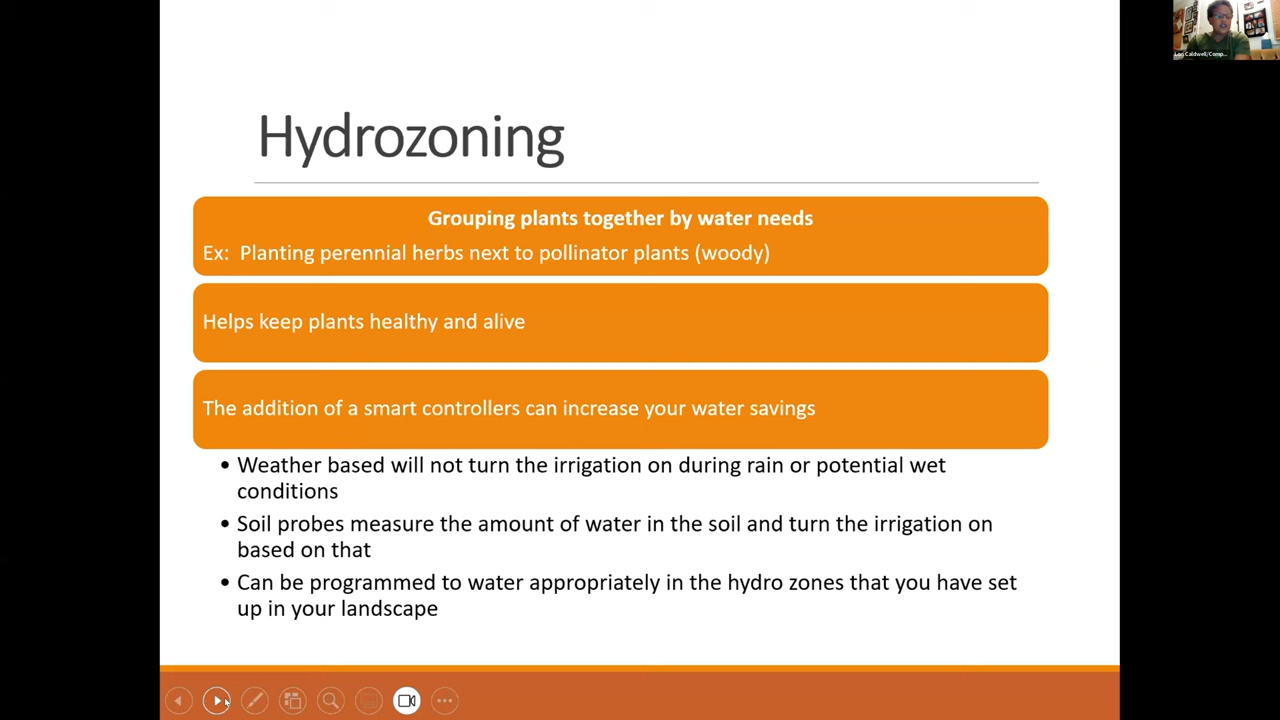 Lori Caldwell/Comp...
Hydrozoning
Grouping plants together by water needs
Ex:  Planting perennial herbs next to pollinator plants (woody)
Helps keep plants healthy and alive
The addition of a smart controllers can increase your water savings
• Weather based will not turn the irrigation on during rain or potential wet
conditions
• Soil probes measure the amount of water in the soil and turn the irrigation on
based on that
• Can be programmed to water appropriately in the hydro zones that you have set
up in your landscape